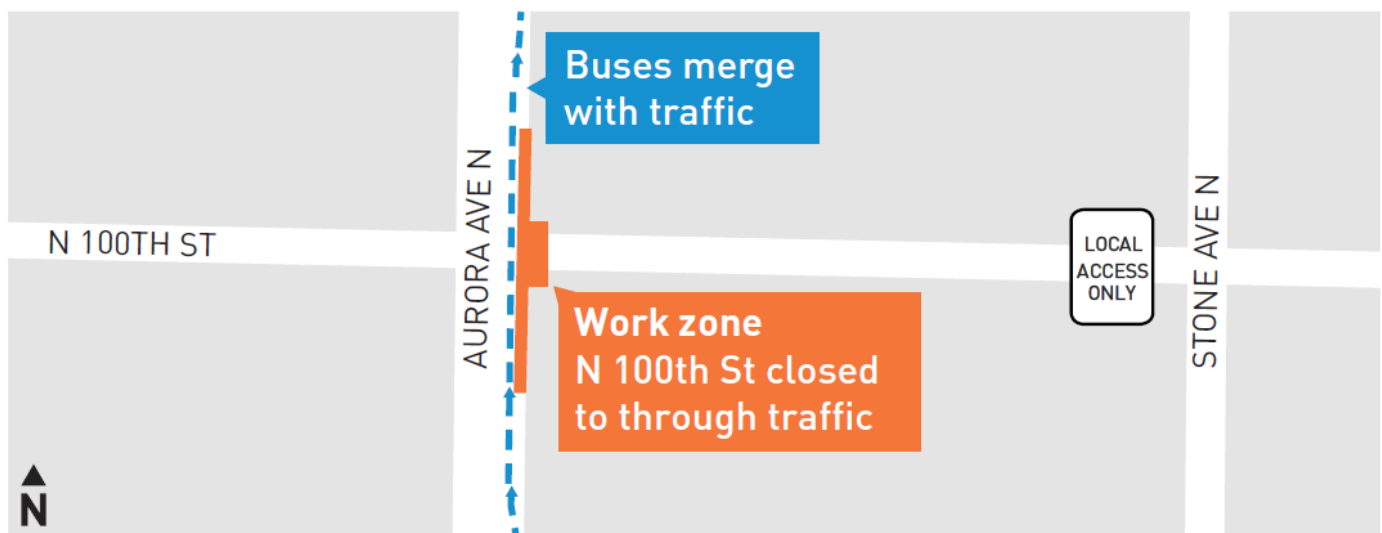 Buses merge
with traffic
AURORA AVE N
N 100TH ST
LOCAL
ACCESS
ONLY
STONE AVE N
Work zone
N 100th St closed
to through traffic
N